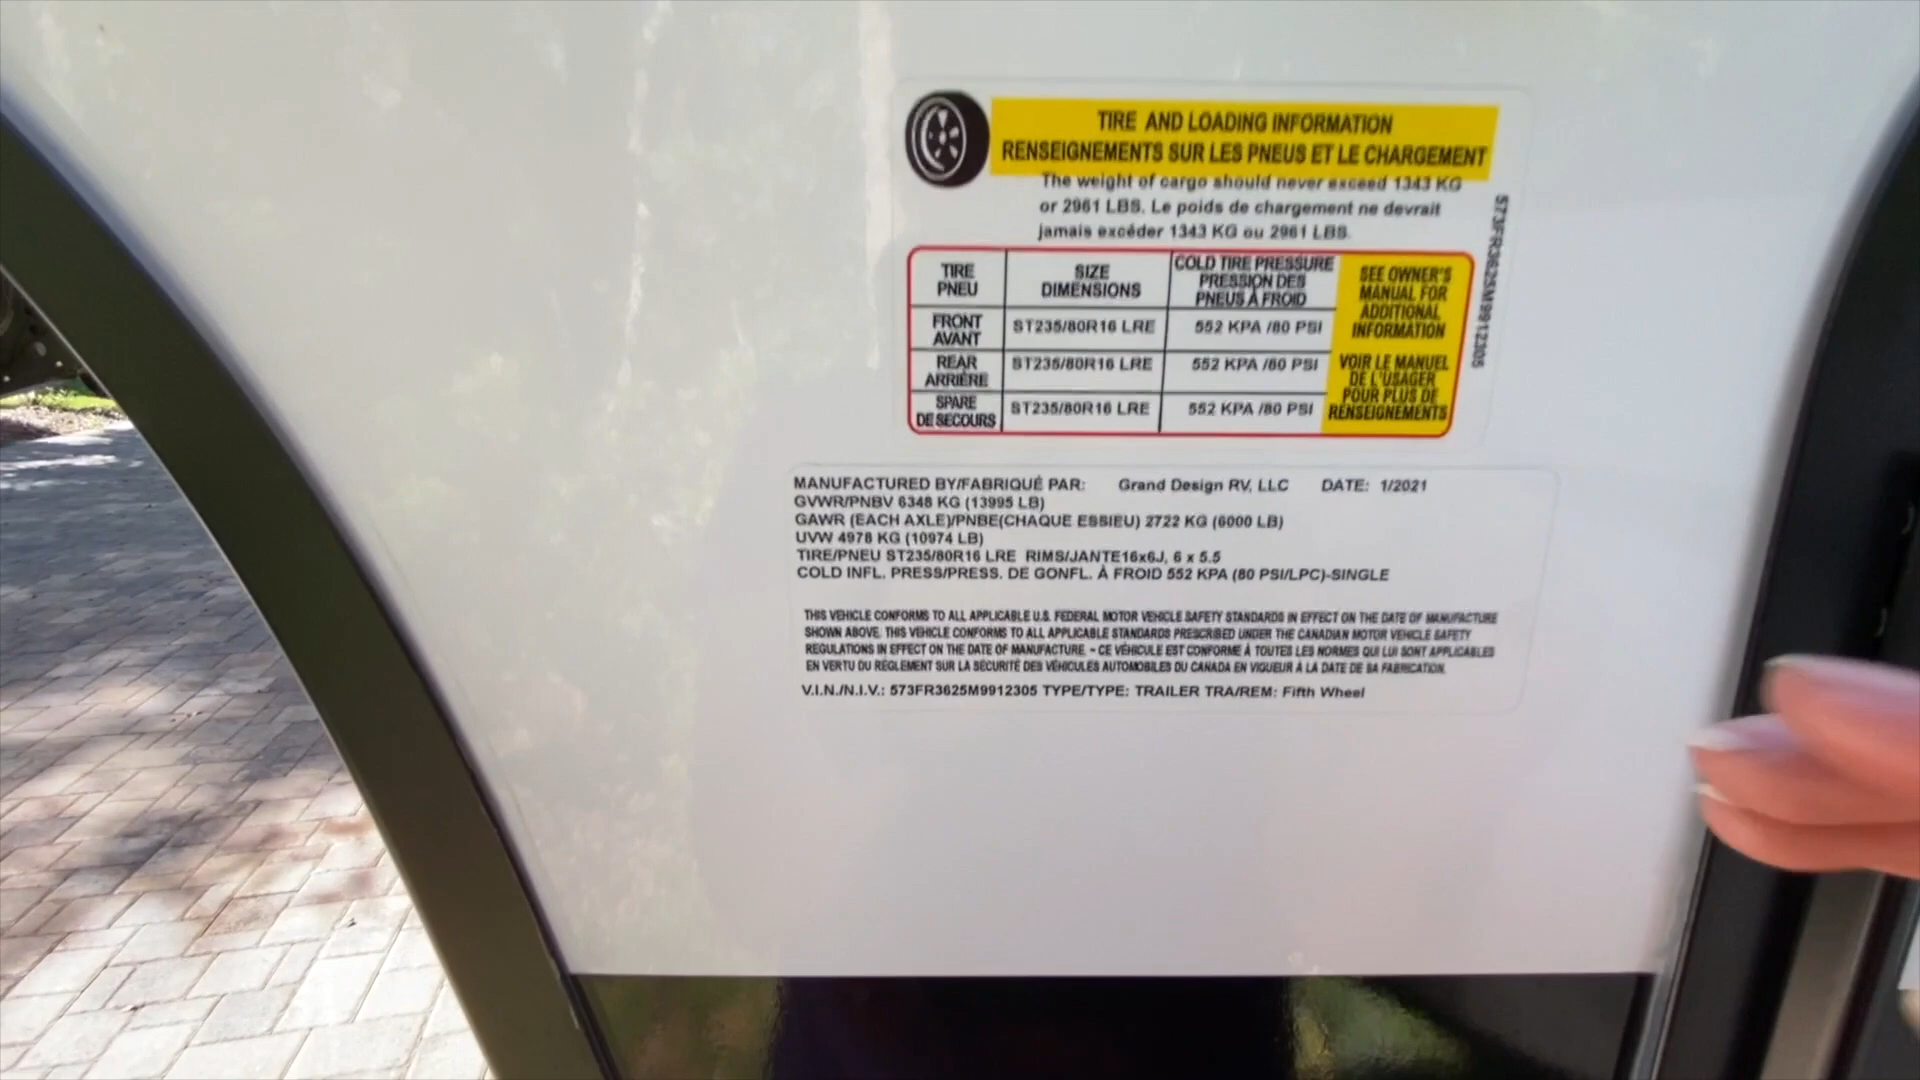 TIRE AND LOADING INFORMATION
RENSEIGNEMENTS SUR LES PNEUS ET LE CHARGEMENT
The weight of cargo should never exceed 1343 KG
or 2961 LBS. Le poids de chargement ne devrait
jamais excéder 1343 KG ou 2961 LBS.
TIRE
PNEU
SIZE
DIMENSIONS
COLD TIRE PRESSURE
PRESSION DES
PNEUS À FROID
FRONT
AVANT
ST235/80R16 LRE
552 KPA /80 PSI
REAR
ARRIÈRE
ST235/80R16 LRE
552 KPA /80 PSI
SPARE
DE SECOURS
ST235/80R16 LRE
552 KPA /80 PSI
SEE OWNER'S
MANUAL FOR
ADDITIONAL
INFORMATION
VOIR LE MANUEL
DE L'USAGER
POUR PLUS DE
RENSEIGNEMENTS
573FR3625M9912305
MANUFACTURED BY/FABRIQUÉ PAR: Grand Design RV, LLC DATE: 1/2021
GVWR/PNBV 6348 KG (13995 LB)
GAWR (EACH AXLE)/PNBE(CHAQUE ESSIEU) 2722 KG (6000 LB)
UVW 4978 KG (10974 LB)
TIRE/PNEU ST235/80R16 LRE RIMS/JANTE16x6J, 6 x 5.5
COLD INFL. PRESS/PRESS. DE GONFL. À FROID 552 KPA (80 PSI/LPC)-SINGLE
THIS VEHICLE CONFORMS TO ALL APPLICABLE U.S. FEDERAL MOTOR VEHICLE SAFETY STANDARDS IN EFFECT ON THE DATE OF MANUFACTURE
SHOWN ABOVE. THIS VEHICLE CONFORMS TO ALL APPLICABLE STANDARDS PRESCRIBED UNDER THE CANADIAN MOTOR VEHICLE SAFETY
REGULATIONS IN EFFECT ON THE DATE OF MANUFACTURE. - CE VÉHICULE EST CONFORME À TOUTES LES NORMES QUI LUI SONT APPLICABLES
EN VERTU DU RÈGLEMENT SUR LA SÉCURITÉ DES VÉHICULES AUTOMOBILES DU CANADA EN VIGUEUR À LA DATE DE SA FABRICATION.
V.I.N./N.I.V.: 573FR3625M9912305 TYPE/TYPE: TRAILER TRA/REM: Fifth Wheel